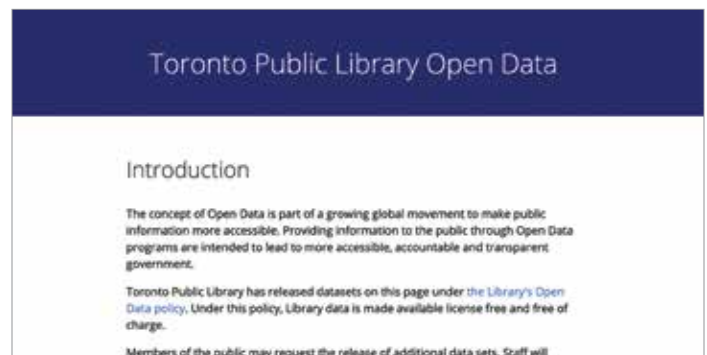 Toronto Public Library Open Data
Introduction
The concept of Open Data is part of a growing global movement to make public
information more accessible. Providing information to the public through Open Data
programs are intended to lead to more accessible, accountable and transparent
government.
Toronto Public Library has released datasets on this page under the Library's Open
Data policy. Under this policy, Library data is made available license free and free of
charge.
Members of the public may request the release of additional data sets. Staff will